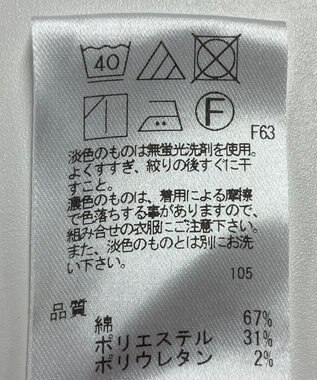 40
F
F63
淡色のものは無蛍光洗剤を使用。
よくすすぎ、絞りの後すぐに干
すこと。
濃色のものは、着用による摩擦
で色落ちする事がありますので、
組み合せの衣服にご注意下さい。
また、淡色のものとは別にお洗
い下さい。
105
品質
綿 67%
ポリエステル 31%
ポリウレタン 2%